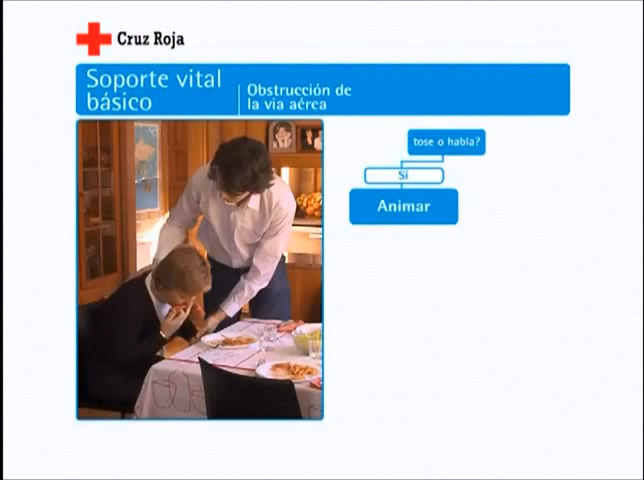 Cruz Roja
Soporte vital
básico
Obstrucción de
la vía aérea
tose o habla?
Sí
Animar